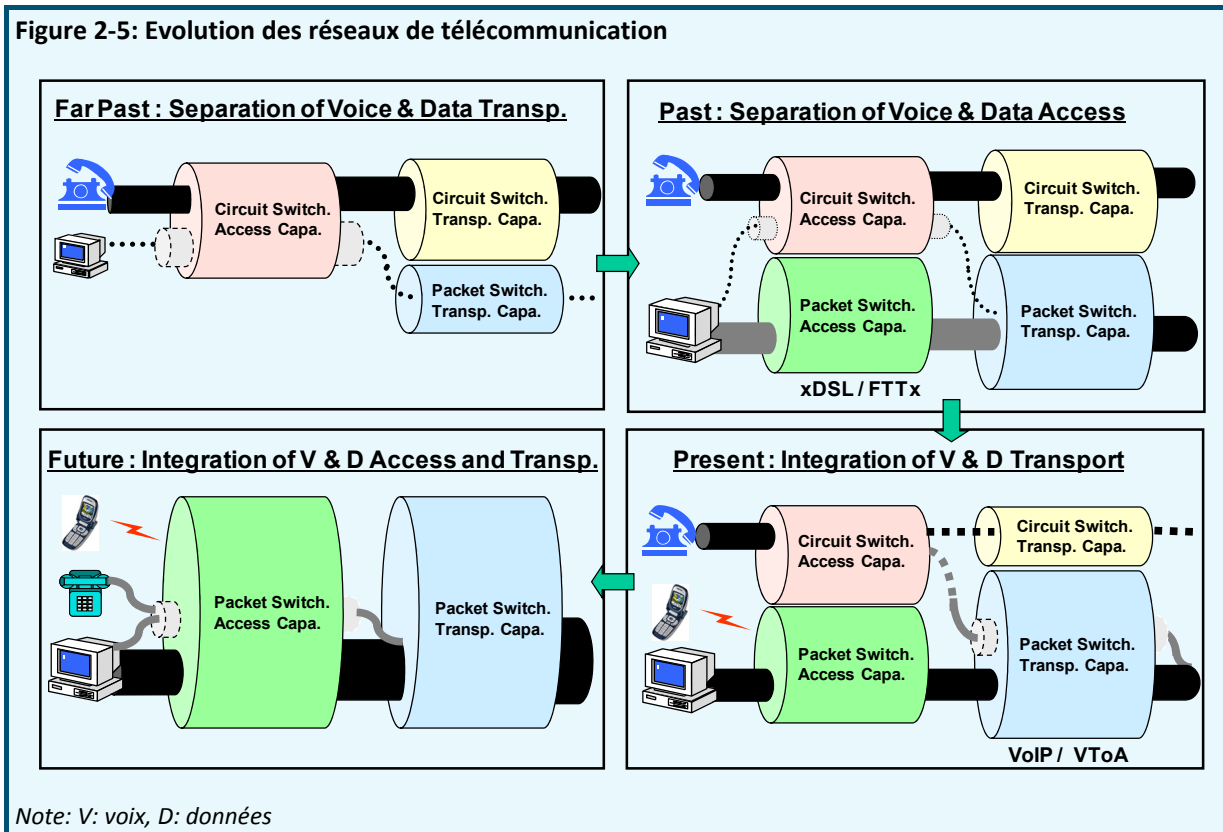 Figure 2-5: Evolution des réseaux de télécommunication
Far Past : Separation of Voice & Data Transp.
Circuit Switch.
Access Capa.
Circuit Switch.
Transp. Capa.
Packet Switch.
Transp. Capa.
Past : Separation of Voice & Data Access
Circuit Switch.
Access Capa.
Circuit Switch.
Transp. Capa.
Packet Switch.
Access Capa.
Packet Switch.
Transp. Capa.
xDSL / FTTx
Future : Integration of V & D Access and Transp.
Packet Switch.
Access Capa.
Packet Switch.
Transp. Capa.
Present : Integration of V & D Transport
Circuit Switch.
Access Capa.
Circuit Switch.
Transp. Capa.
Packet Switch.
Access Capa.
Packet Switch.
Transp. Capa.
VoIP / VToA
Note: V: voix, D: données